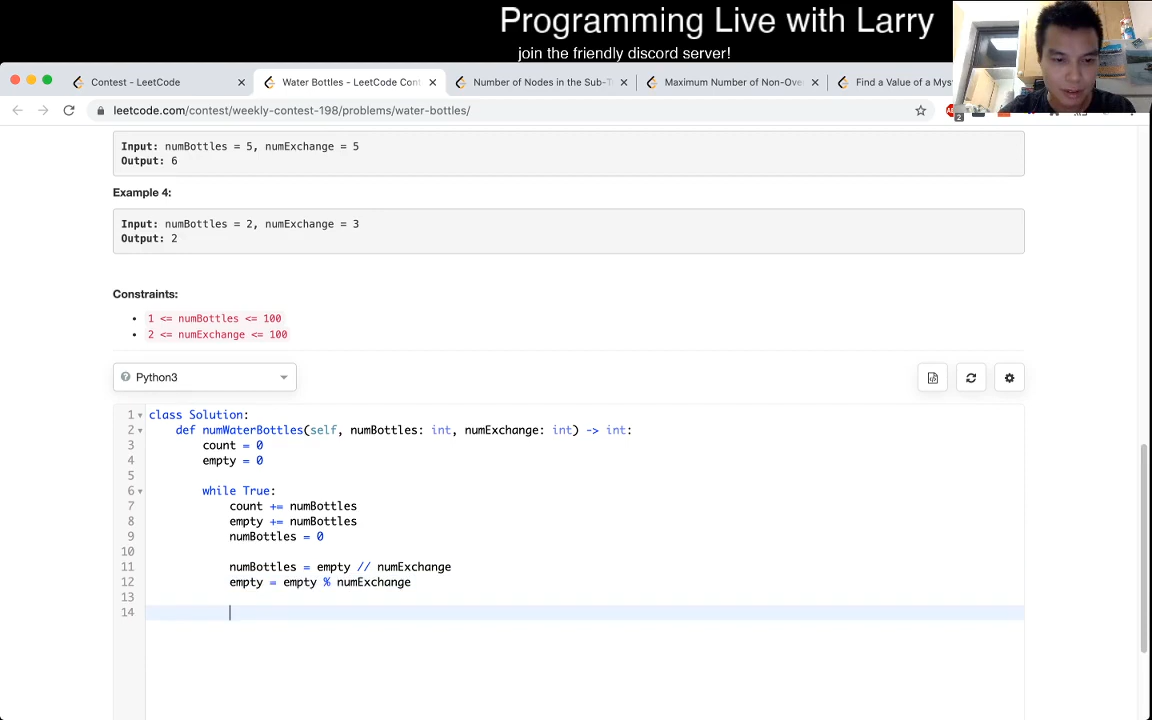 Programming Live with Larry
join the friendly discord server!
Contest - LeetCode
Water Bottles - LeetCode Cont
Number of Nodes in the Sub-T
Maximum Number of Non-Ove
Find a Value of a Mys
leetcode.com/contest/weekly-contest-198/problems/water-bottles/
2
Input: numBottles = 5, numExchange = 5
Output: 6
Example 4:
Input: numBottles = 2, numExchange = 3
Output: 2
Constraints:
• 1 <= numBottles <= 100
• 2 <= numExchange <= 100
Python3
1 class Solution:
2 def numWaterBottles(self, numBottles: int, numExchange: int) -> int:
3 count = 0
4 empty = 0
5
6 while True:
7 count += numBottles
8 empty += numBottles
9 numBottles = 0
10
11 numBottles = empty // numExchange
12 empty = empty % numExchange
13
14